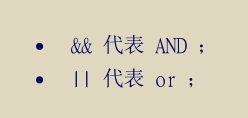 • && 代表 AND ；
• || 代表 or ；